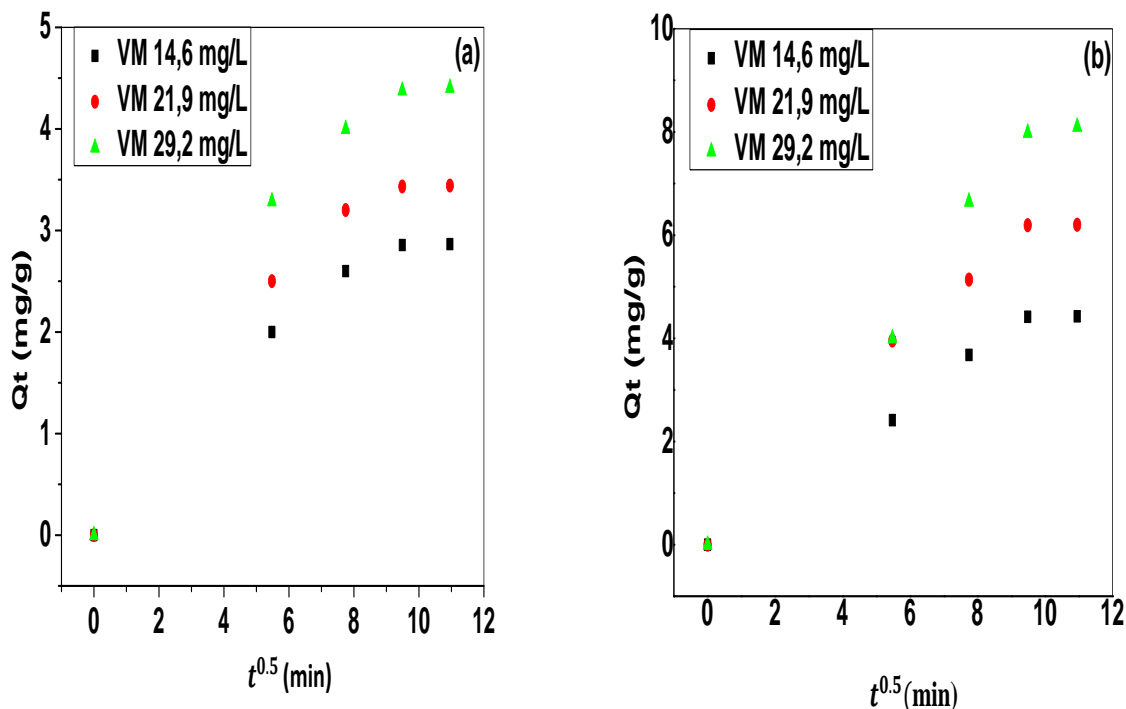 (a)
VM 14,6 mg/L
VM 21,9 mg/L
VM 29,2 mg/L
5
4
3
2
1
0
Qt (mg/g)
0 2 4 6 8 10 12
t^0.5 (min)
(b)
VM 14,6 mg/L
VM 21,9 mg/L
VM 29,2 mg/L
10
8
6
4
2
0
Qt (mg/g)
0 2 4 6 8 10 12
t^0.5(min)